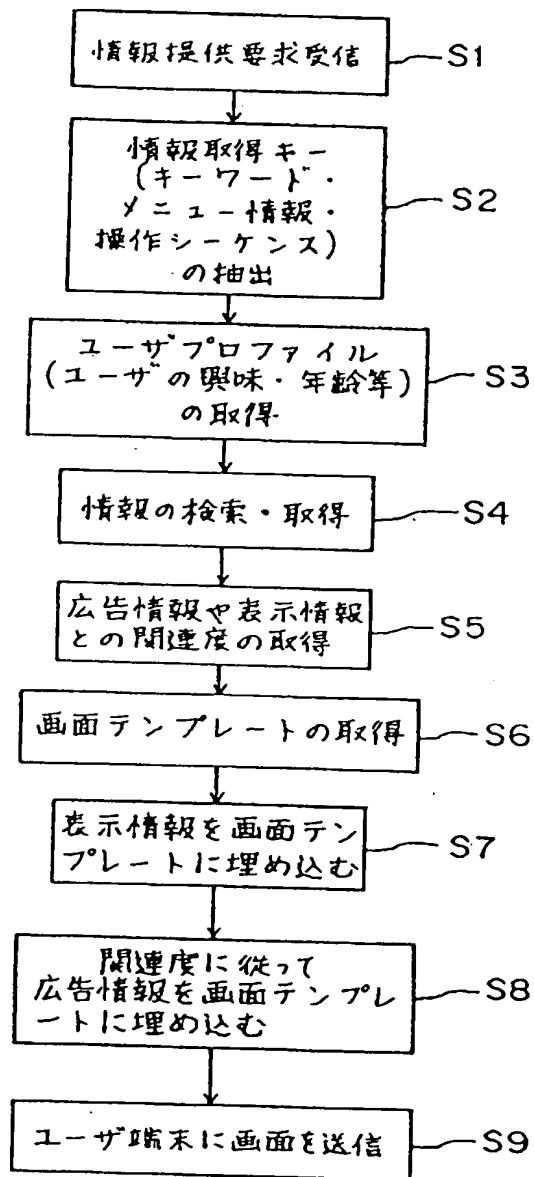 情報提供要求受信
S1
情報取得キー
(キーワード・
メニュー情報・
操作シーケンス)
の抽出
S2
ユーザプロファイル
(ユーザの興味・年齢等)
の取得
S3
情報の検索・取得
S4
広告情報や表示情報
との関連度の取得
S5
画面テンプレートの取得
S6
表示情報を画面テン
プレートに埋め込む
S7
関連度に従って
広告情報を画面テンプレ
ートに埋め込む
S8
ユーザ端末に画面を送信
S9